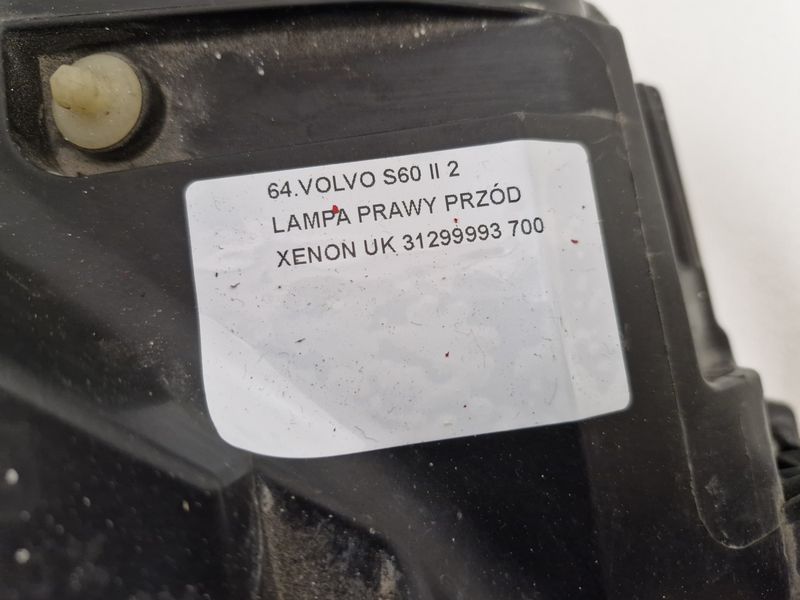 64.VOLVO S60 II 2
LAMPA PRAWY PRZÓD
XENON UK 31299993 700